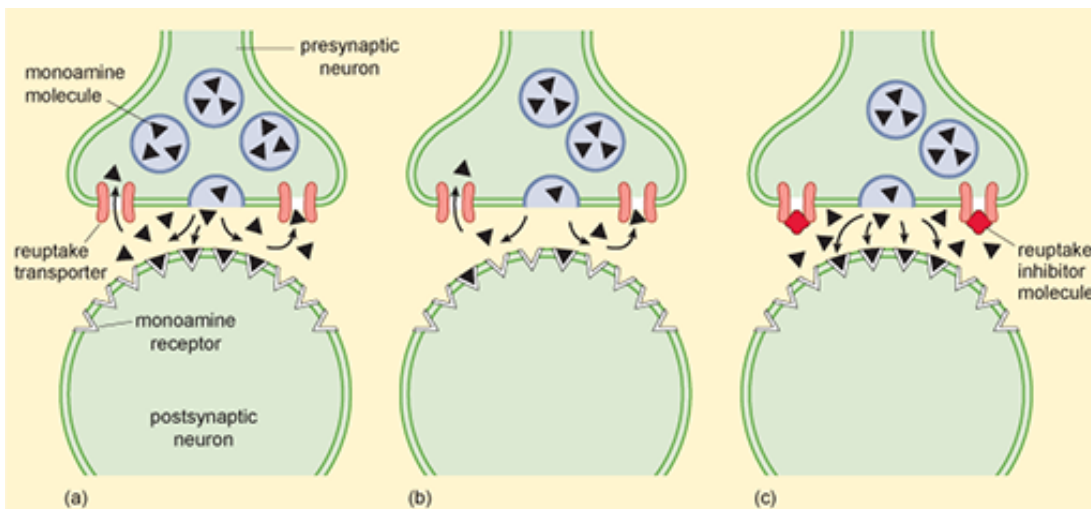 presynaptic
neuron
monoamine
molecule
reuptake
transporter
monoamine
receptor
postsynaptic
neuron
reuptake
inhibitor
molecule
(a)
(b)
(c)